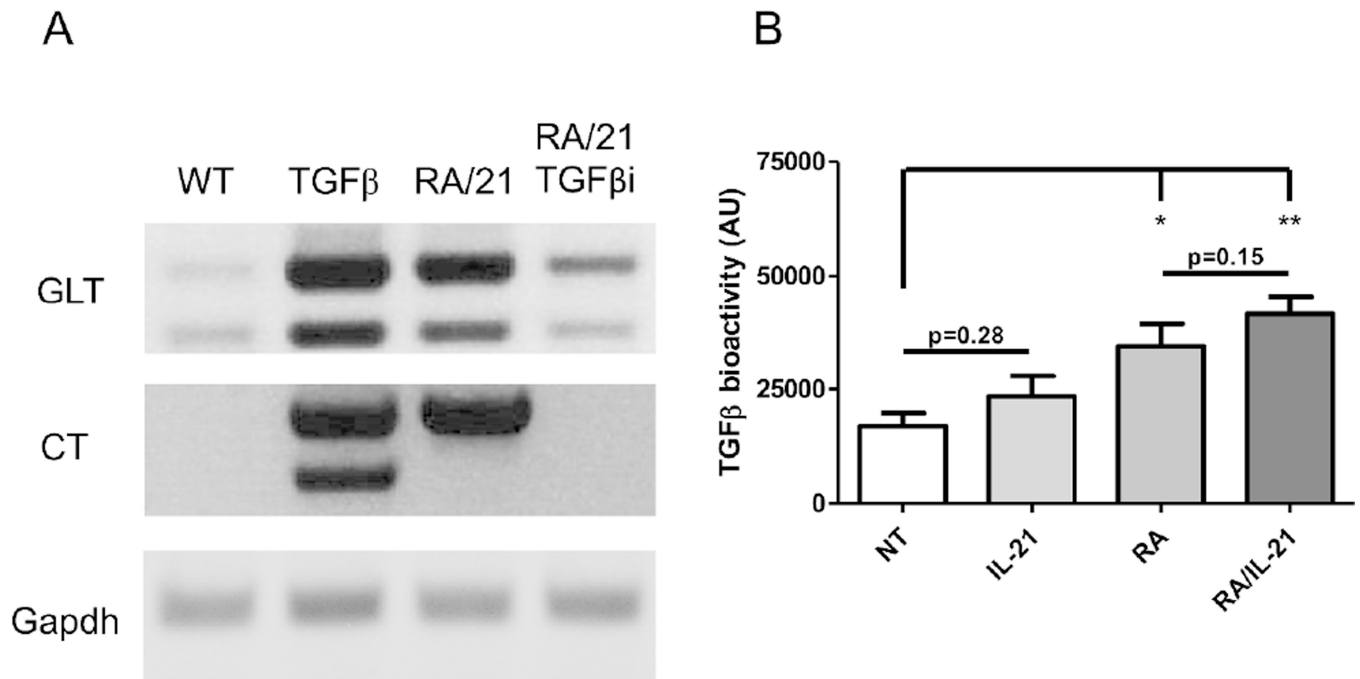 A
WT TGFβ RA/21 RA/21 TGFβi
GLT
CT
Gapdh
B
TGFβ bioactivity (AU)
75000
50000
25000
0
* **
p=0.15
p=0.28
NT IL-21 RA RA/IL-21